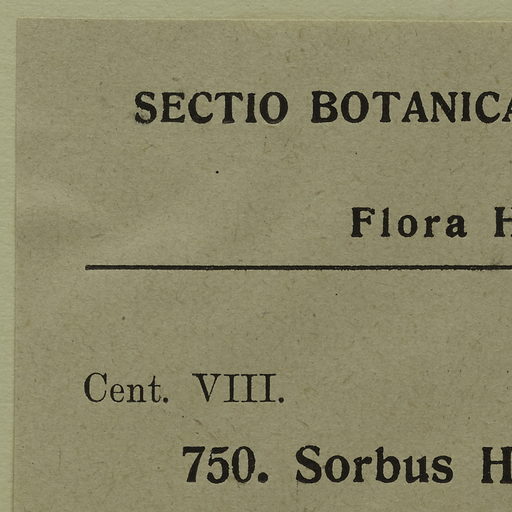 SECTIO BOTANICA
Flora H
Cent. VIII.
750. Sorbus H